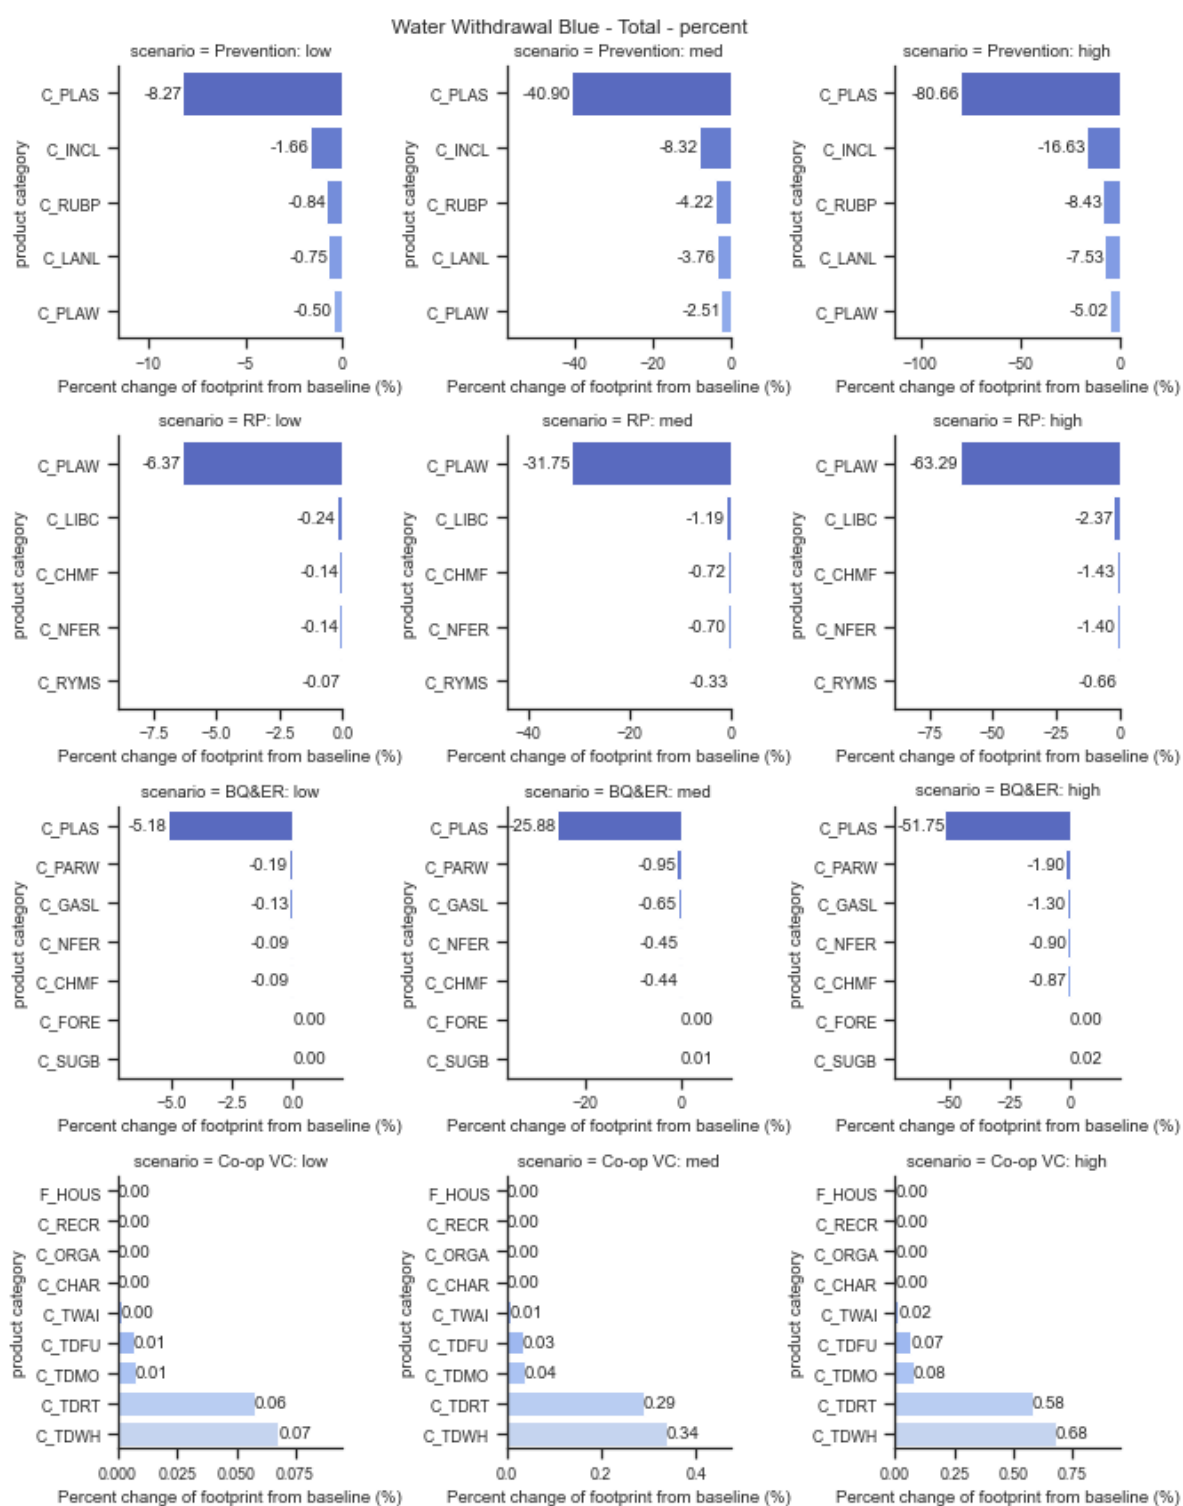 Water Withdrawal Blue - Total - percent
scenario = Prevention: low
product category
C_PLAS
-8.27
C_INCL
-1.66
C_RUBP
-0.84
C_LANL
-0.75
C_PLAW
-0.50
−10 −5 0
Percent change of footprint from baseline (%)
scenario = Prevention: med
product category
C_PLAS
-40.90
C_INCL
-8.32
C_RUBP
-4.22
C_LANL
-3.76
C_PLAW
-2.51
−40 −20 0
Percent change of footprint from baseline (%)
scenario = Prevention: high
product category
C_PLAS
-80.66
C_INCL
-16.63
C_RUBP
-8.43
C_LANL
-7.53
C_PLAW
-5.02
−100 −50 0
Percent change of footprint from baseline (%)
scenario = RP: low
product category
C_PLAW
-6.37
C_LIBC
-0.24
C_CHMF
-0.14
C_NFER
-0.14
C_RYMS
-0.07
−7.5 −5.0 −2.5 0.0
Percent change of footprint from baseline (%)
scenario = RP: med
product category
C_PLAW
-31.75
C_LIBC
-1.19
C_CHMF
-0.72
C_NFER
-0.70
C_RYMS
-0.33
−40 −20 0
Percent change of footprint from baseline (%)
scenario = RP: high
product category
C_PLAW
-63.29
C_LIBC
-2.37
C_CHMF
-1.43
C_NFER
-1.40
C_RYMS
-0.66
−75 −50 −25 0
Percent change of footprint from baseline (%)
scenario = BQ&ER: low
product category
C_PLAS
-5.18
C_PARW
-0.19
C_GASL
-0.13
C_NFER
-0.09
C_CHMF
-0.09
C_FORE
0.00
C_SUGB
0.00
−5.0 −2.5 0.0
Percent change of footprint from baseline (%)
scenario = BQ&ER: med
product category
C_PLAS
-25.88
C_PARW
-0.95
C_GASL
-0.65
C_NFER
-0.45
C_CHMF
-0.44
C_FORE
0.00
C_SUGB
0.01
−20 0
Percent change of footprint from baseline (%)
scenario = BQ&ER: high
product category
C_PLAS
-51.75
C_PARW
-1.90
C_GASL
-1.30
C_NFER
-0.90
C_CHMF
-0.87
C_FORE
0.00
C_SUGB
0.02
−50 −25 0
Percent change of footprint from baseline (%)
scenario = Co-op VC: low
product category
F_HOUS
0.00
C_RECR
0.00
C_ORGA
0.00
C_CHAR
0.00
C_TWAI
0.00
C_TDFU
0.01
C_TDMO
0.01
C_TDRT
0.06
C_TDWH
0.07
0.000 0.025 0.050 0.075
Percent change of footprint from baseline (%)
scenario = Co-op VC: med
product category
F_HOUS
0.00
C_RECR
0.00
C_ORGA
0.00
C_CHAR
0.00
C_TWAI
0.01
C_TDFU
0.03
C_TDMO
0.04
C_TDRT
0.29
C_TDWH
0.34
0.0 0.2 0.4
Percent change of footprint from baseline (%)
scenario = Co-op VC: high
product category
F_HOUS
0.00
C_RECR
0.00
C_ORGA
0.00
C_CHAR
0.00
C_TWAI
0.02
C_TDFU
0.07
C_TDMO
0.08
C_TDRT
0.58
C_TDWH
0.68
0.00 0.25 0.50 0.75
Percent change of footprint from baseline (%)